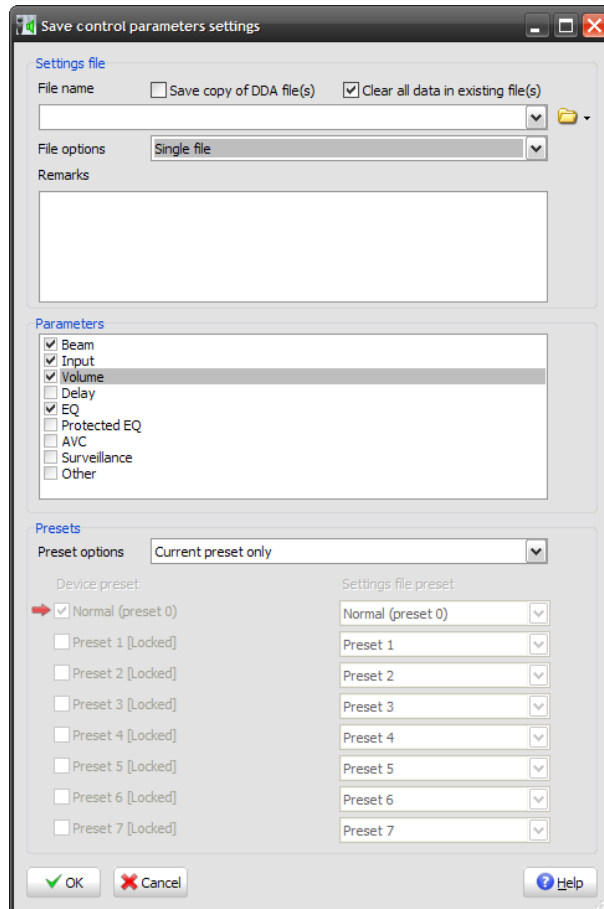 Save control parameters settings
Settings file
File name Save copy of DDA file(s) Clear all data in existing file(s)
File options Single file
Remarks
Parameters
Beam
Input
Volume
Delay
EQ
Protected EQ
AVC
Surveillance
Other
Presets
Preset options Current preset only
Device preset Settings file preset
Normal (preset 0) Normal (preset 0)
Preset 1 [Locked] Preset 1
Preset 2 [Locked] Preset 2
Preset 3 [Locked] Preset 3
Preset 4 [Locked] Preset 4
Preset 5 [Locked] Preset 5
Preset 6 [Locked] Preset 6
Preset 7 [Locked] Preset 7
OK Cancel Help